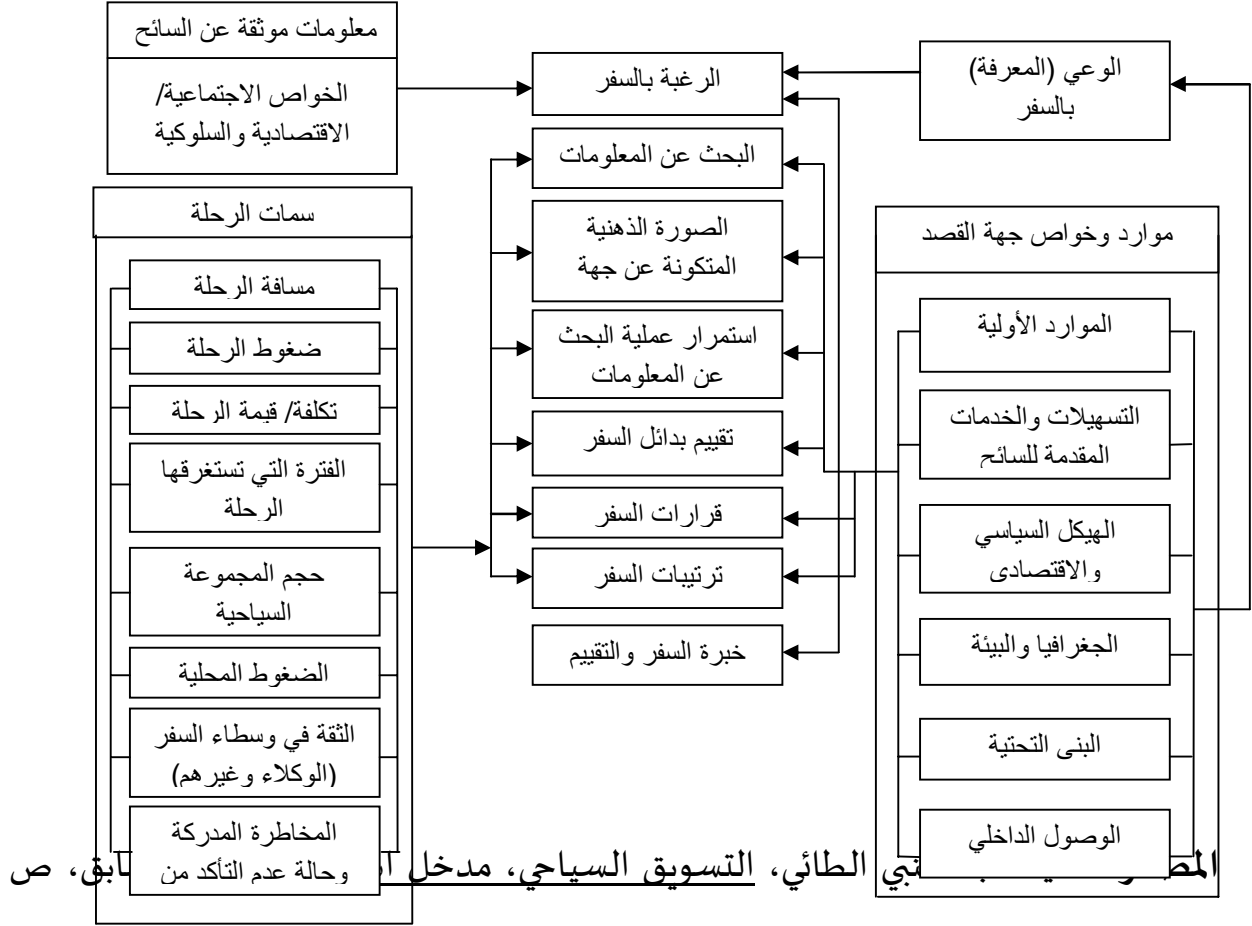 معلومات موثقة عن السائح
الخواص الاجتماعية/
الاقتصادية والسلوكية
الرغبة بالسفر
الوعي (المعرفة)
بالسفر
البحث عن المعلومات
الصورة الذهنية
المتكونة عن جهة
استمرار عملية البحث
عن المعلومات
تقييم بدائل السفر
قرارات السفر
ترتيبات السفر
خبرة السفر والتقييم
سمات الرحلة
مسافة الرحلة
ضغوط الرحلة
تكلفة/ قيمة الرحلة
الفترة التي تستغرقها
الرحلة
حجم المجموعة
السياحية
الضغوط المحلية
الثقة في وسطاء السفر
(الوكلاء وغيرهم)
المخاطرة المدركة
وحالة عدم التأكد من
موارد وخواص جهة القصد
الموارد الأولية
التسهيلات والخدمات
المقدمة للسائح
الهيكل السياسي
والاقتصادي
الجغرافيا والبيئة
البنى التحتية
الوصول الداخلي
الطائي، التسويق السياحي، مدخل ص